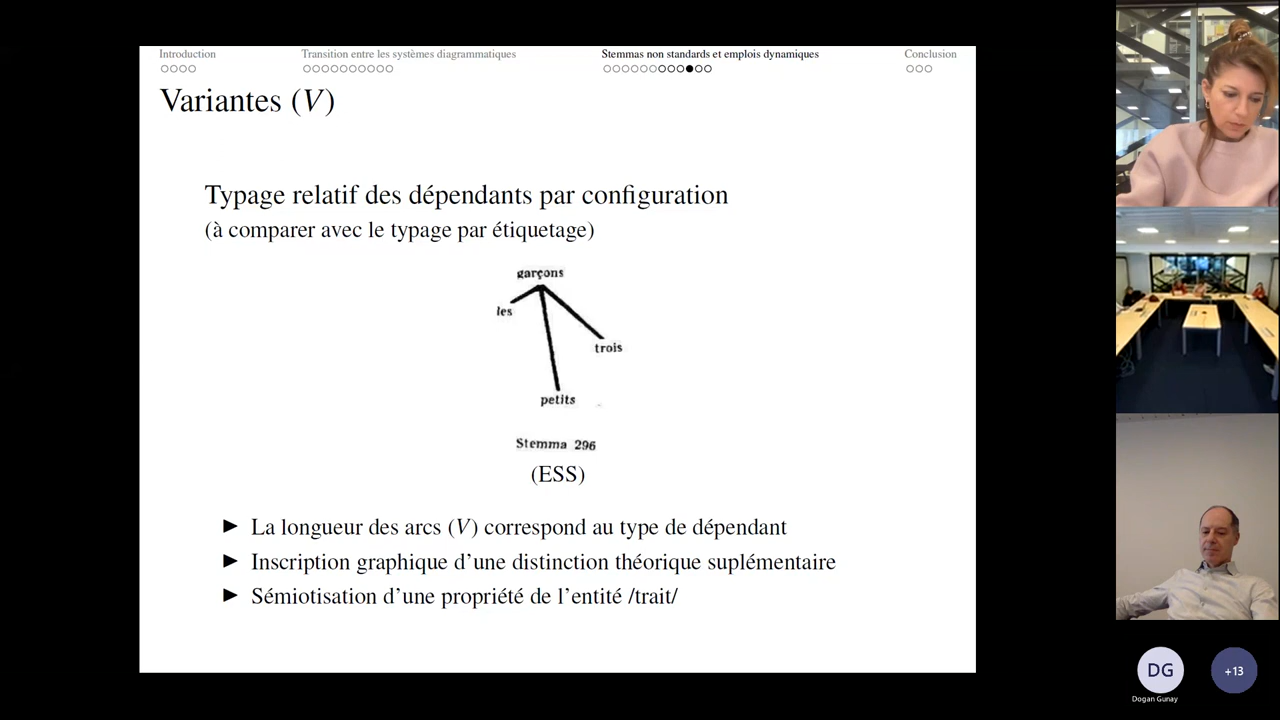 Introduction
Transition entre les systèmes diagrammatiques
Stemmas non standards et emplois dynamiques
Conclusion
Variantes (V)
Typage relatif des dépendants par configuration
(à comparer avec le typage par étiquetage)
garçons
les
trois
petits
Stemma 296
(ESS)
La longueur des arcs (V) correspond au type de dépendant
Inscription graphique d'une distinction théorique suplémentaire
Sémiotisation d'une propriété de l'entité /trait/
DG
+13
Dogan Gunay